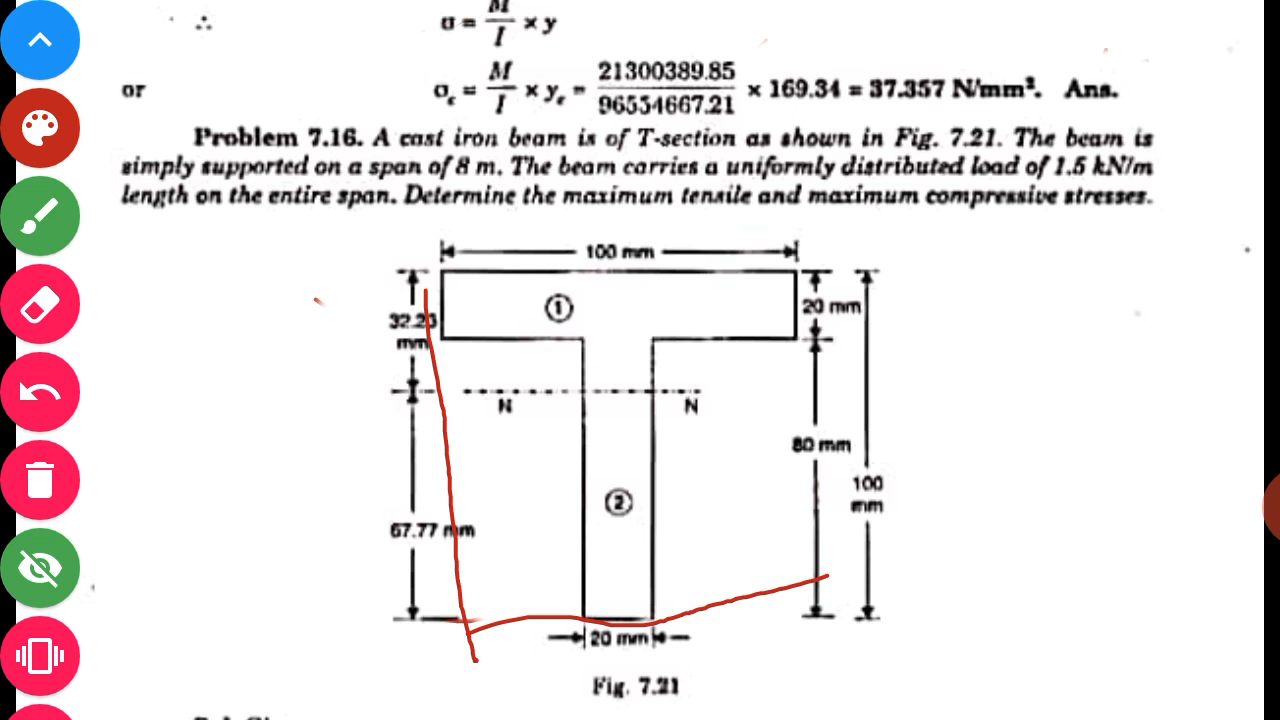 ∴ σ = M/I × y
or σc = M/I × yc = 21300389.85/96554667.21 × 169.34 = 37.357 N/mm². Ans.
Problem 7.16. A cast iron beam is of T-section as shown in Fig. 7.21. The beam is
simply supported on a span of 8 m. The beam carries a uniformly distributed load of 1.5 kN/m
length on the entire span. Determine the maximum tensile and maximum compressive stresses.
100 mm
1
20 mm
32.23
mm
N N
80 mm
100
mm
2
67.77 mm
20 mm
Fig. 7.21